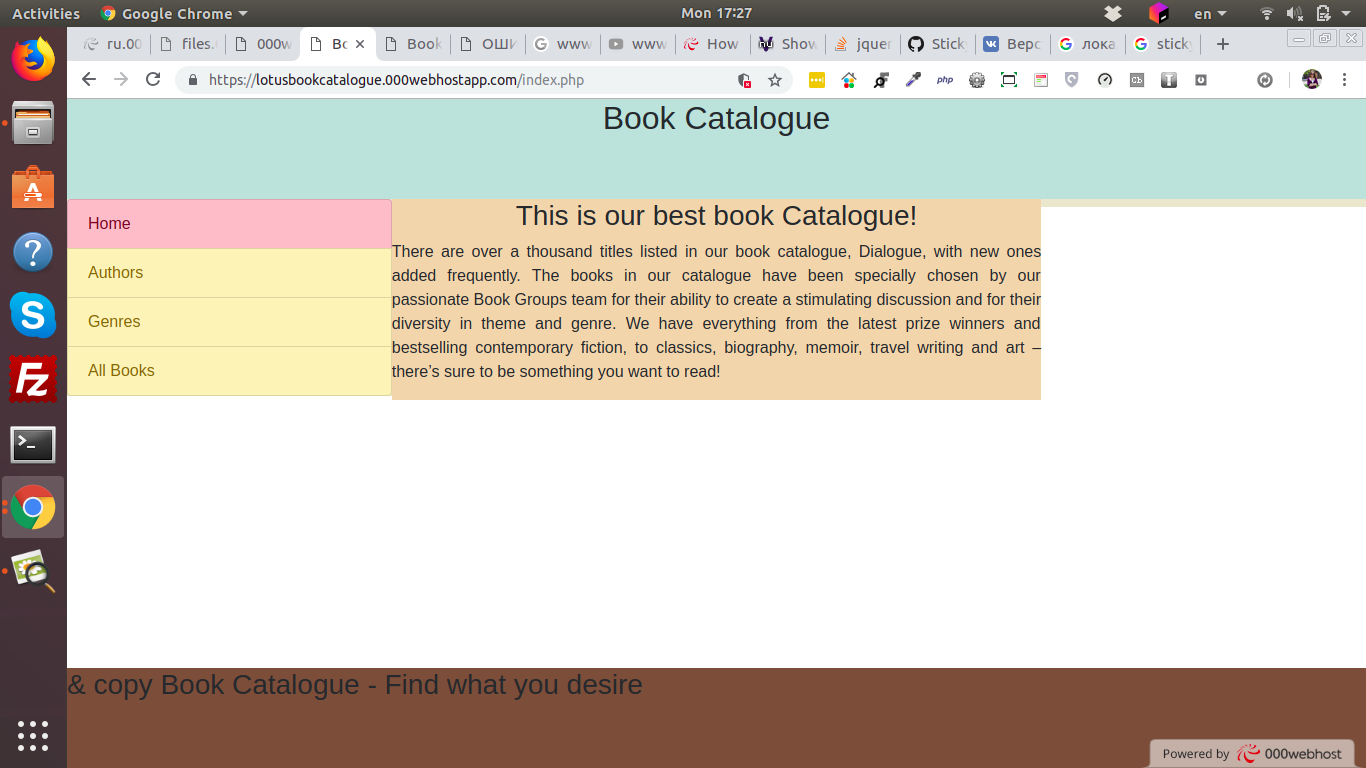 Activities Google Chrome Mon 17:27 en
ru.00 files. 000w Bo Book ОШИ www www How Show jquer Stick Верс лока sticky
https://lotusbookcatalogue.000webhostapp.com/index.php
Book Catalogue
Home
Authors
Genres
All Books
This is our best book Catalogue!
There are over a thousand titles listed in our book catalogue, Dialogue, with new ones
added frequently. The books in our catalogue have been specially chosen by our
passionate Book Groups team for their ability to create a stimulating discussion and for their
diversity in theme and genre. We have everything from the latest prize winners and
bestselling contemporary fiction, to classics, biography, memoir, travel writing and art –
there’s sure to be something you want to read!
& copy Book Catalogue - Find what you desire
Powered by 000webhost